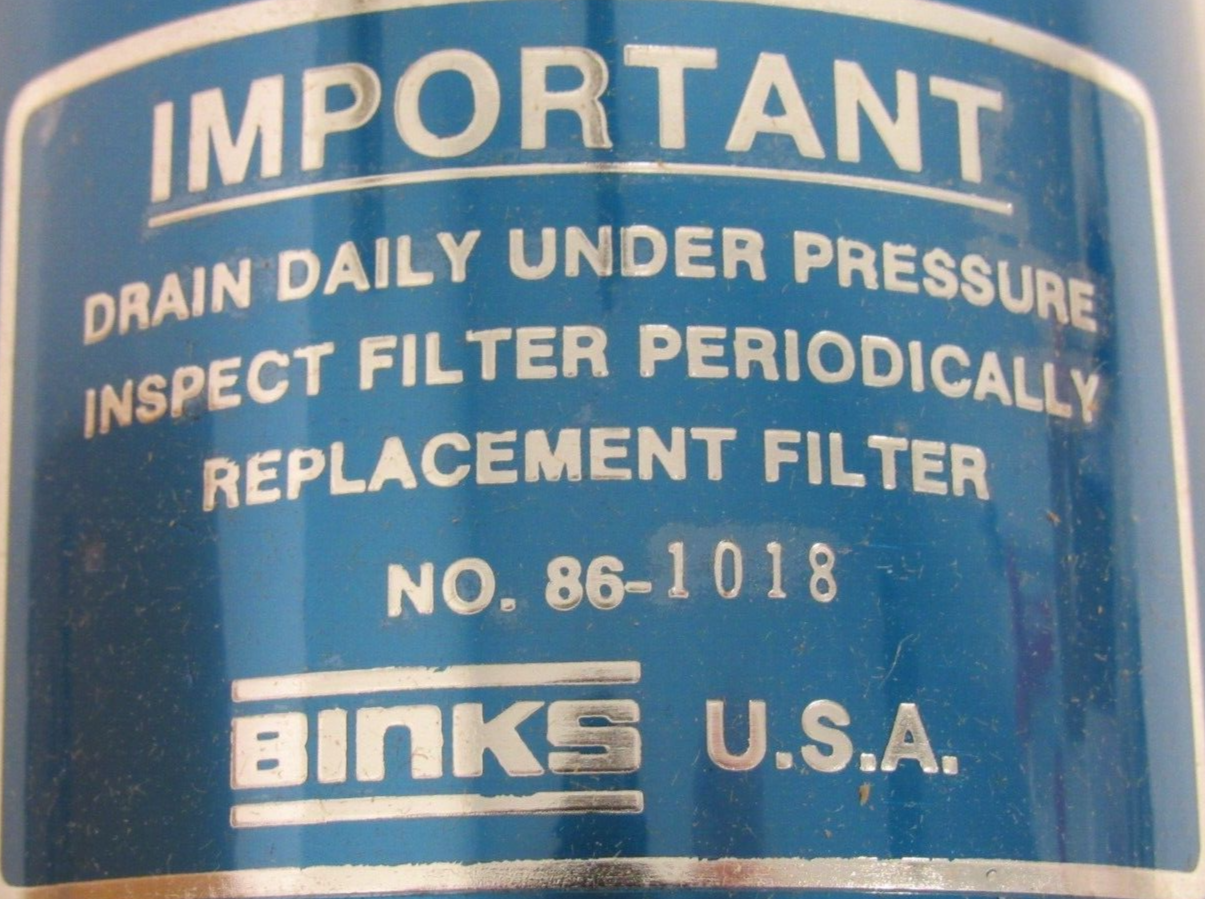 IMPORTANT
DRAIN DAILY UNDER PRESSURE
INSPECT FILTER PERIODICALLY
REPLACEMENT FILTER
NO. 86-1018
BINKS U.S.A.